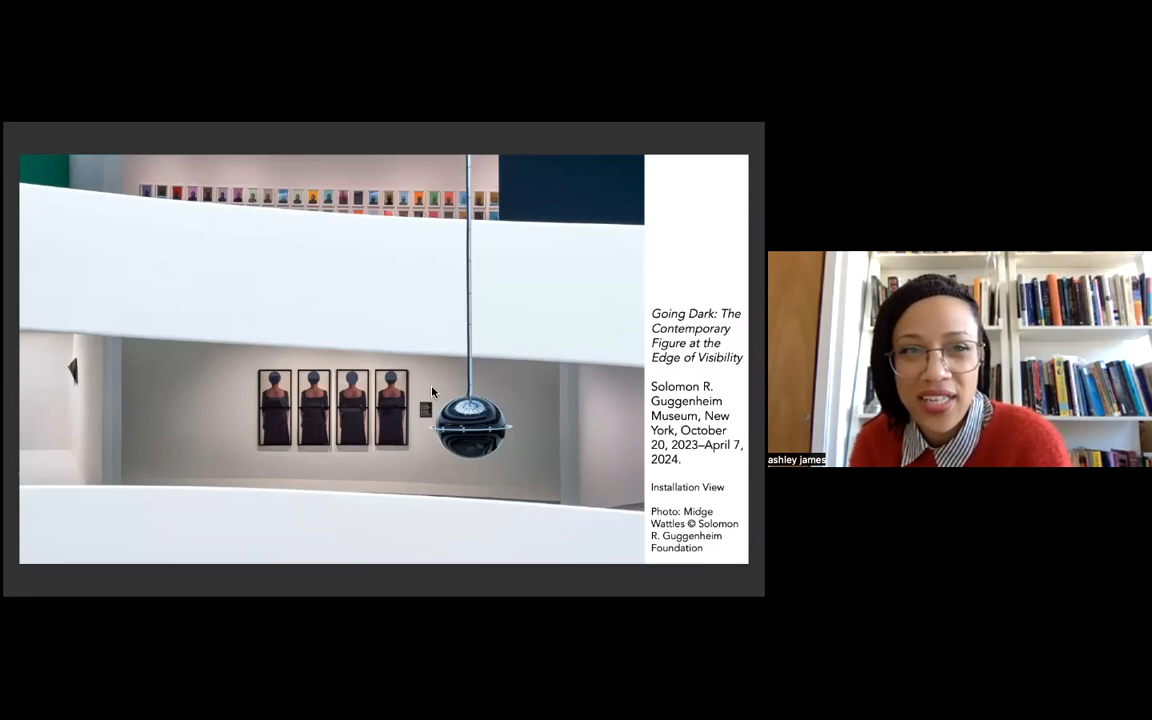 Going Dark: The
Contemporary
Figure at the
Edge of Visibility
Solomon R.
Guggenheim
Museum, New
York, October
20, 2023–April 7,
2024.
Installation View
Photo: Midge
Wattles © Solomon
R. Guggenheim
Foundation
ashley james